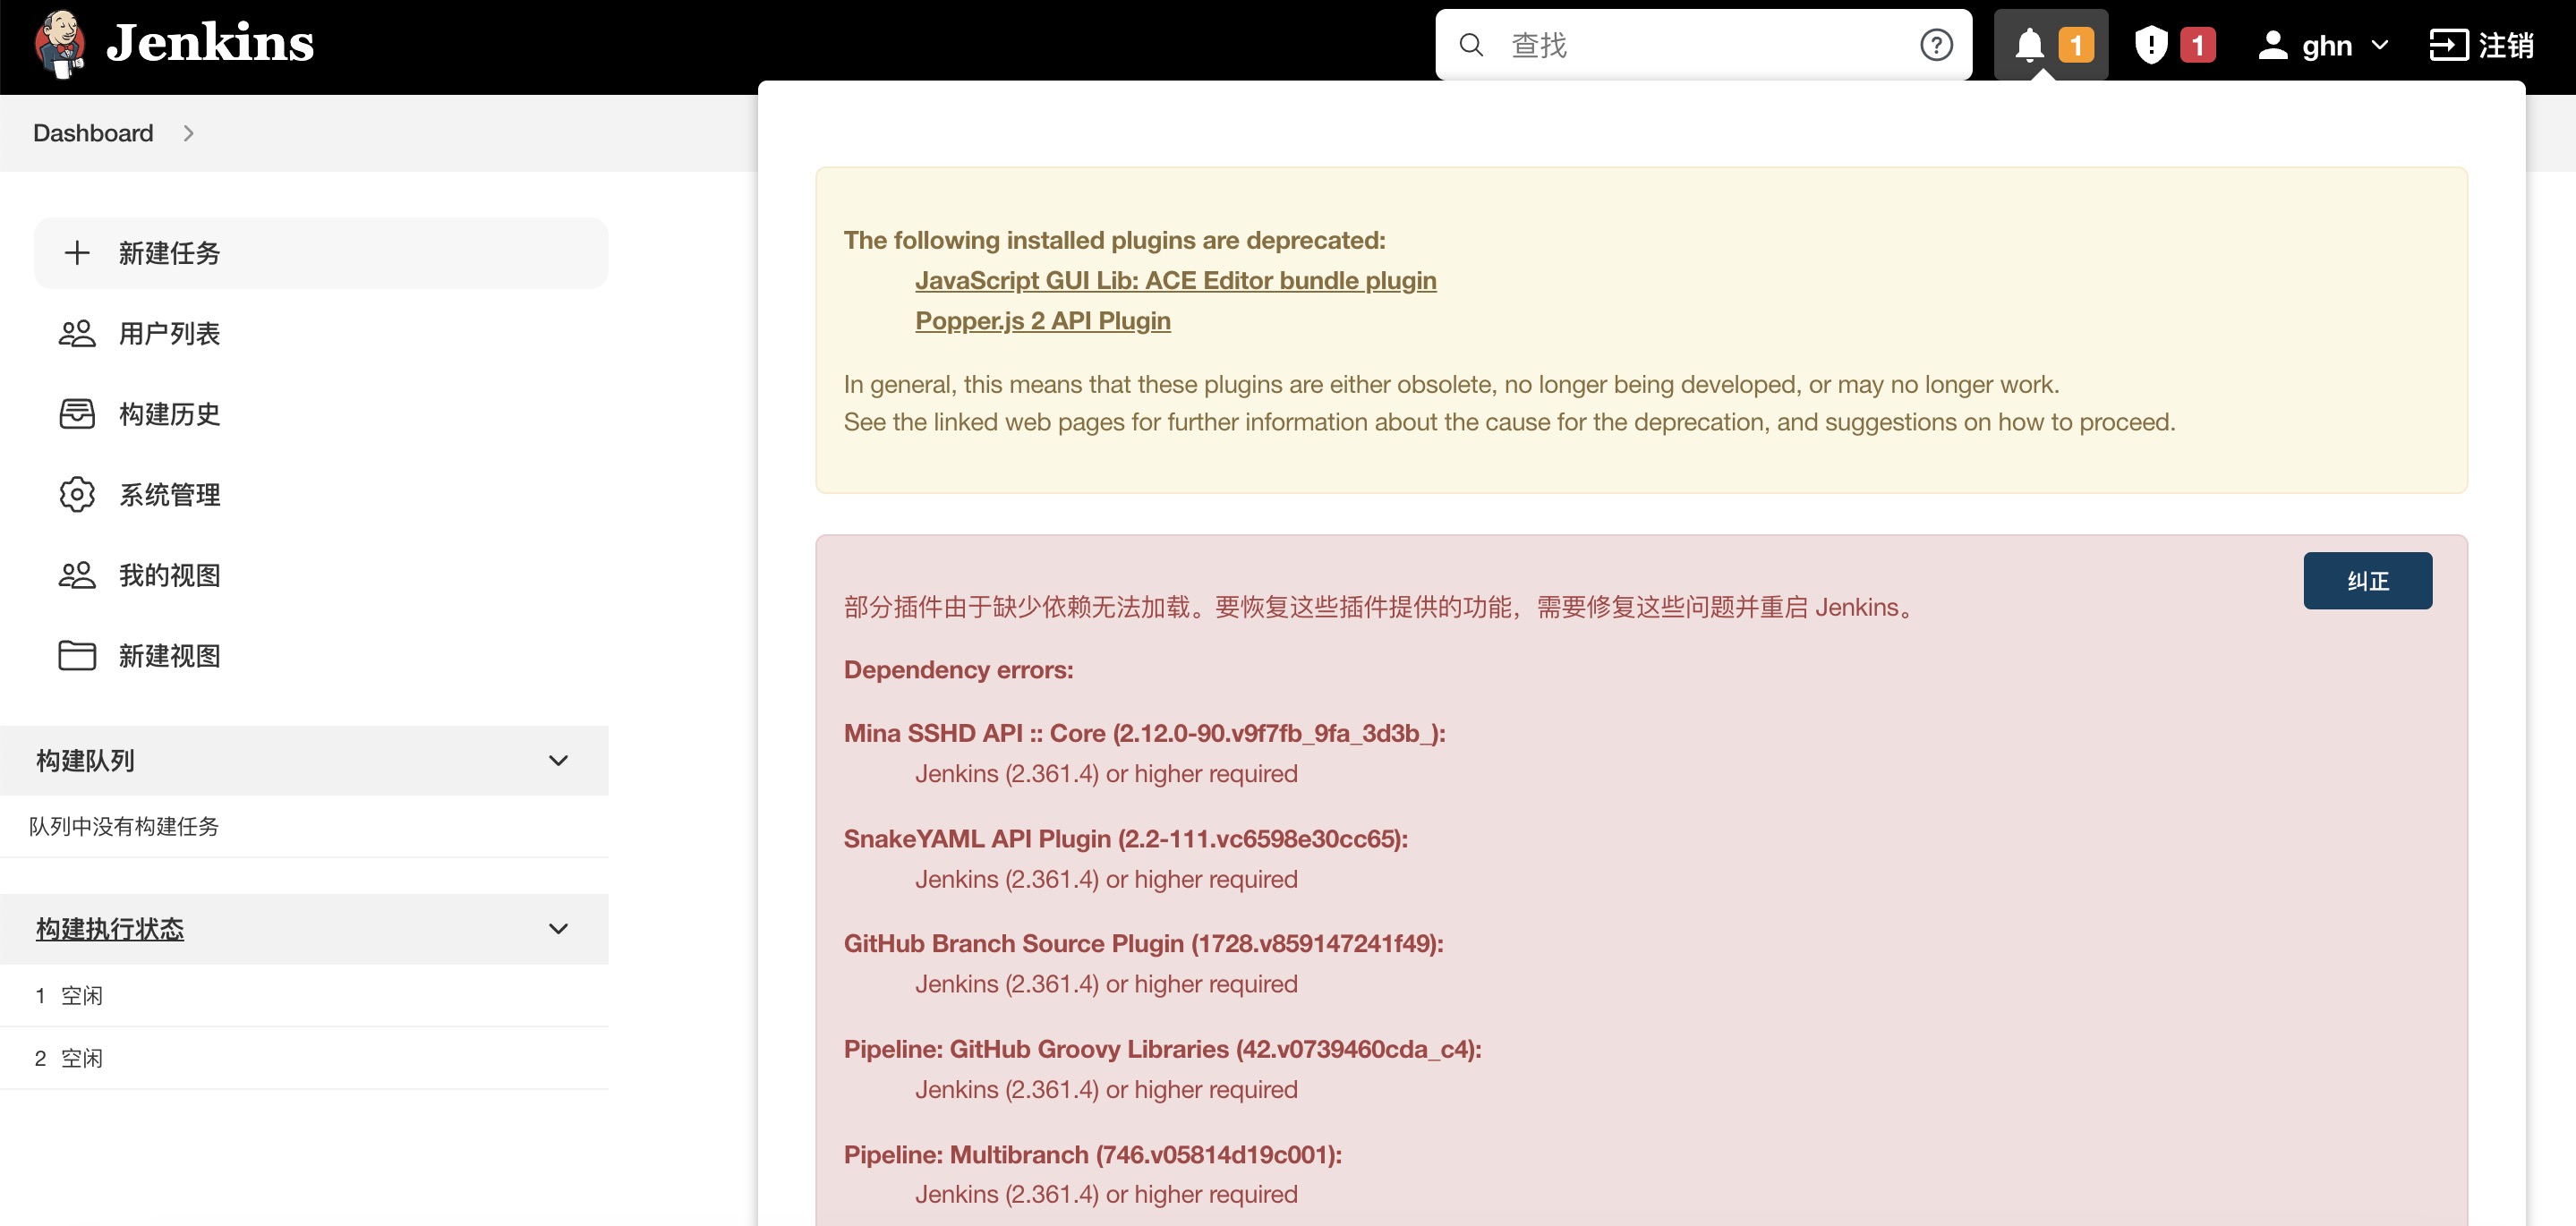 Jenkins
查找
1
1
ghn
注销
Dashboard
新建任务
用户列表
构建历史
系统管理
我的视图
新建视图
构建队列
队列中没有构建任务
构建执行状态
1 空闲
2 空闲
The following installed plugins are deprecated:
JavaScript GUI Lib: ACE Editor bundle plugin
Popper.js 2 API Plugin
In general, this means that these plugins are either obsolete, no longer being developed, or may no longer work.
See the linked web pages for further information about the cause for the deprecation, and suggestions on how to proceed.
纠正
部分插件由于缺少依赖无法加载。要恢复这些插件提供的功能，需要修复这些问题并重启 Jenkins。
Dependency errors:
Mina SSHD API :: Core (2.12.0-90.v9f7fb_9fa_3d3b_):
Jenkins (2.361.4) or higher required
SnakeYAML API Plugin (2.2-111.vc6598e30cc65):
Jenkins (2.361.4) or higher required
GitHub Branch Source Plugin (1728.v859147241f49):
Jenkins (2.361.4) or higher required
Pipeline: GitHub Groovy Libraries (42.v0739460cda_c4):
Jenkins (2.361.4) or higher required
Pipeline: Multibranch (746.v05814d19c001):
Jenkins (2.361.4) or higher required